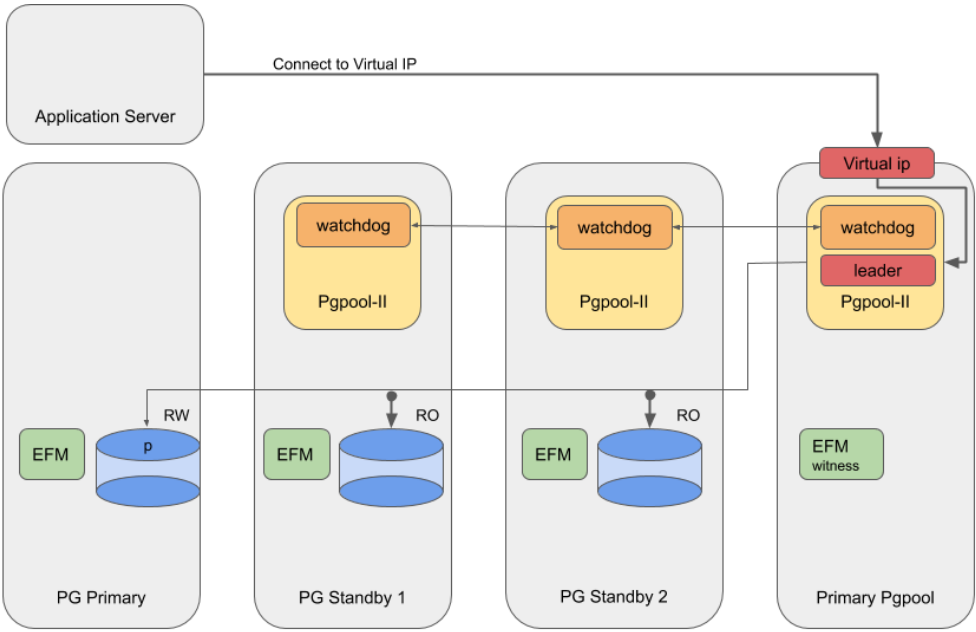 Connect to Virtual IP
Application Server
Virtual ip
watchdog
watchdog
watchdog
leader
Pgpool-II
Pgpool-II
Pgpool-II
RW
RO
RO
EFM
p
EFM
EFM
EFM
witness
PG Primary
PG Standby 1
PG Standby 2
Primary Pgpool